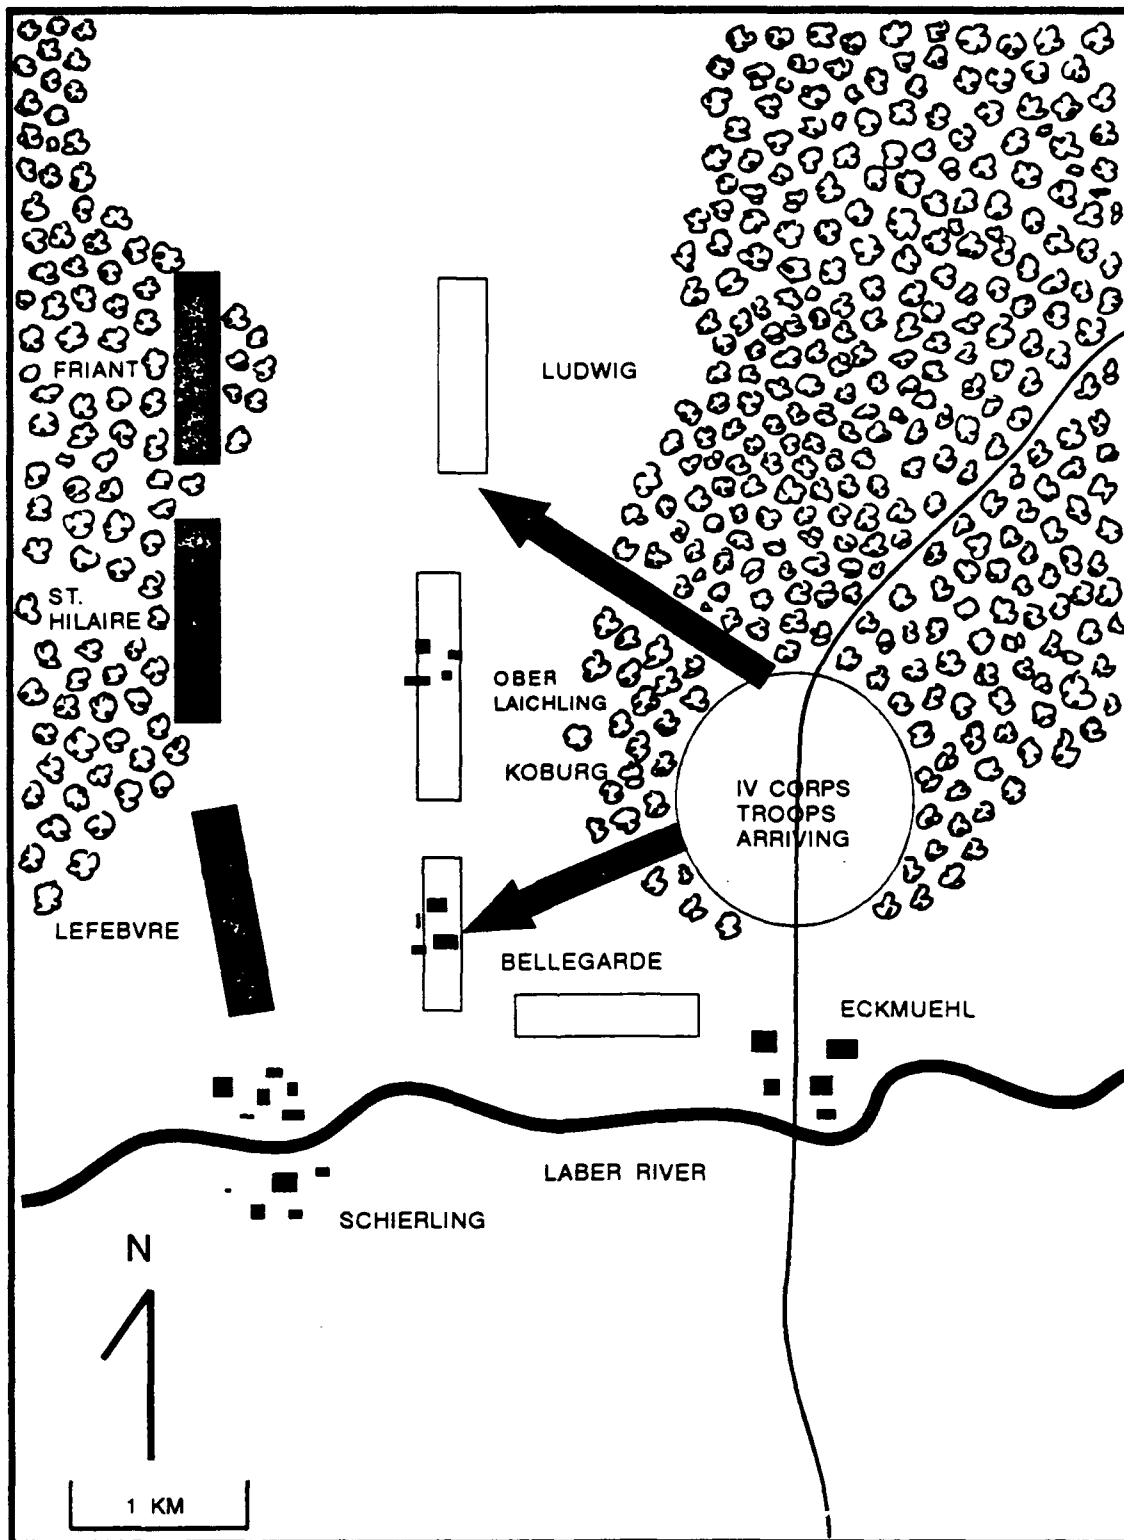 FRIANT
LUDWIG
ST.
HILAIRE
OBER
LAICHLING
KOBURG
IV CORPS
TROOPS
ARRIVING
LEFEBVRE
BELLEGARDE
ECKMUEHL
LABER RIVER
SCHIERLING
N
1 KM